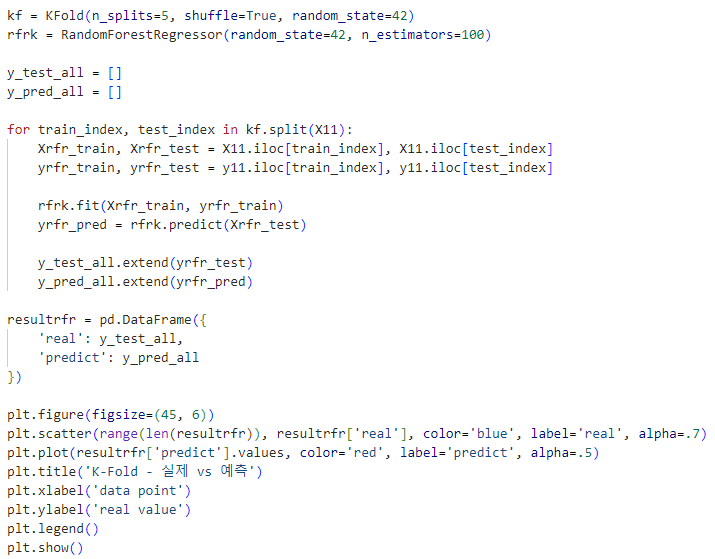 kf = KFold(n_splits=5, shuffle=True, random_state=42)
rfrk = RandomForestRegressor(random_state=42, n_estimators=100)

y_test_all = []
y_pred_all = []

for train_index, test_index in kf.split(X11):
    Xrfr_train, Xrfr_test = X11.iloc[train_index], X11.iloc[test_index]
    yrfr_train, yrfr_test = y11.iloc[train_index], y11.iloc[test_index]

    rfrk.fit(Xrfr_train, yrfr_train)
    yrfr_pred = rfrk.predict(Xrfr_test)

    y_test_all.extend(yrfr_test)
    y_pred_all.extend(yrfr_pred)

resultrfr = pd.DataFrame({
    'real': y_test_all,
    'predict': y_pred_all
})

plt.figure(figsize=(45, 6))
plt.scatter(range(len(resultrfr)), resultrfr['real'], color='blue', label='real', alpha=.7)
plt.plot(resultrfr['predict'].values, color='red', label='predict', alpha=.5)
plt.title('K-Fold - 실제 vs 예측')
plt.xlabel('data point')
plt.ylabel('real value')
plt.legend()
plt.show()